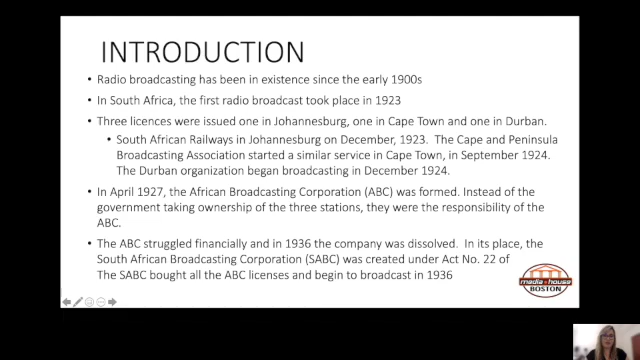 INTRODUCTION
• Radio broadcasting has been in existence since the early 1900s
• In South Africa, the first radio broadcast took place in 1923
• Three licences were issued one in Johannesburg, one in Cape Town and one in Durban.
• South African Railways in Johannesburg on December, 1923. The Cape and Peninsula
Broadcasting Association started a similar service in Cape Town, in September 1924.
The Durban organization began broadcasting in December 1924.
• In April 1927, the African Broadcasting Corporation (ABC) was formed. Instead of the
government taking ownership of the three stations, they were the responsibility of the
ABC.
• The ABC struggled financially and in 1936 the company was dissolved. In its place, the
South African Broadcasting Corporation (SABC) was created under Act No. 22 of
The SABC bought all the ABC licenses and begin to broadcast in 1936
media house
BOSTON